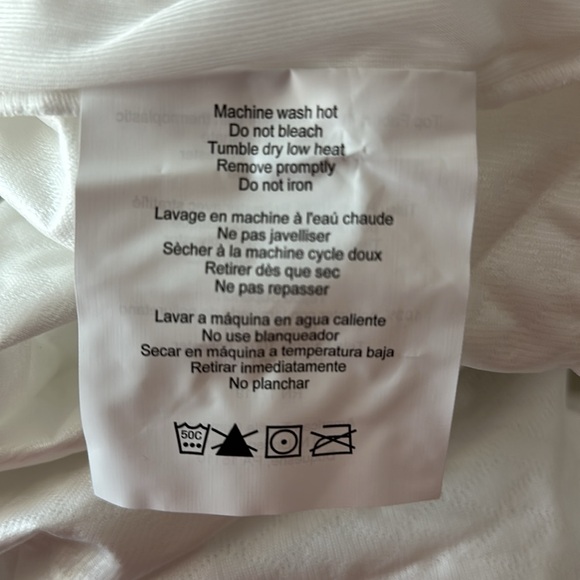 Machine wash hot
Do not bleach
Tumble dry low heat
Remove promptly
Do not iron
Lavage en machine à l'eaú chaude
Ne pas javelliser
Sècher à la machine cycle doux
Retirer dès que sec
Ne pas repasser
Lavar a máquina en agua caliente
No use blanqueador
Secar en máquina a temperatura baja
Retirar inmediatamente
No planchar
50C